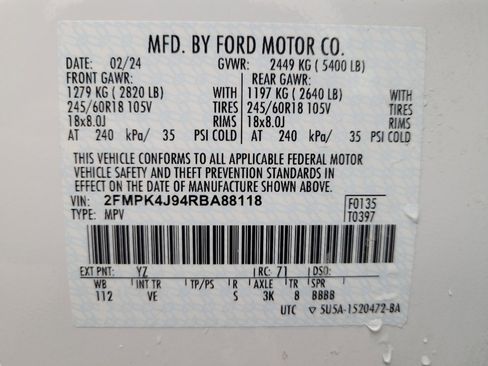 MFD. BY FORD MOTOR CO.
DATE: 02/24 GVWR: 2449 KG ( 5400 LB)
FRONT GAWR: REAR GAWR:
1279 KG ( 2820 LB) WITH 1197 KG ( 2640 LB) WITH
245/60R18 105V TIRES 245/60R18 105V TIRES
18x8.0J RIMS 18x8.0J RIMS
AT 240 kPa/ 35 PSI COLD AT 240 kPa/ 35 PSI COLD
THIS VEHICLE CONFORMS TO ALL APPLICABLE FEDERAL MOTOR
VEHICLE SAFETY AND THEFT PREVENTION STANDARDS IN
EFFECT ON THE DATE OF MANUFACTURE SHOWN ABOVE.
VIN: 2FMPK4J94RBA88118 F0135
TYPE: MPV T0397
EXT PNT: YZ RC: 71 DSO:
WB INT TR TP/PS R AXLE TR SPR
112 VE S 3K 8 BBBB
UTC ▽ 5U5A-1520472-BA